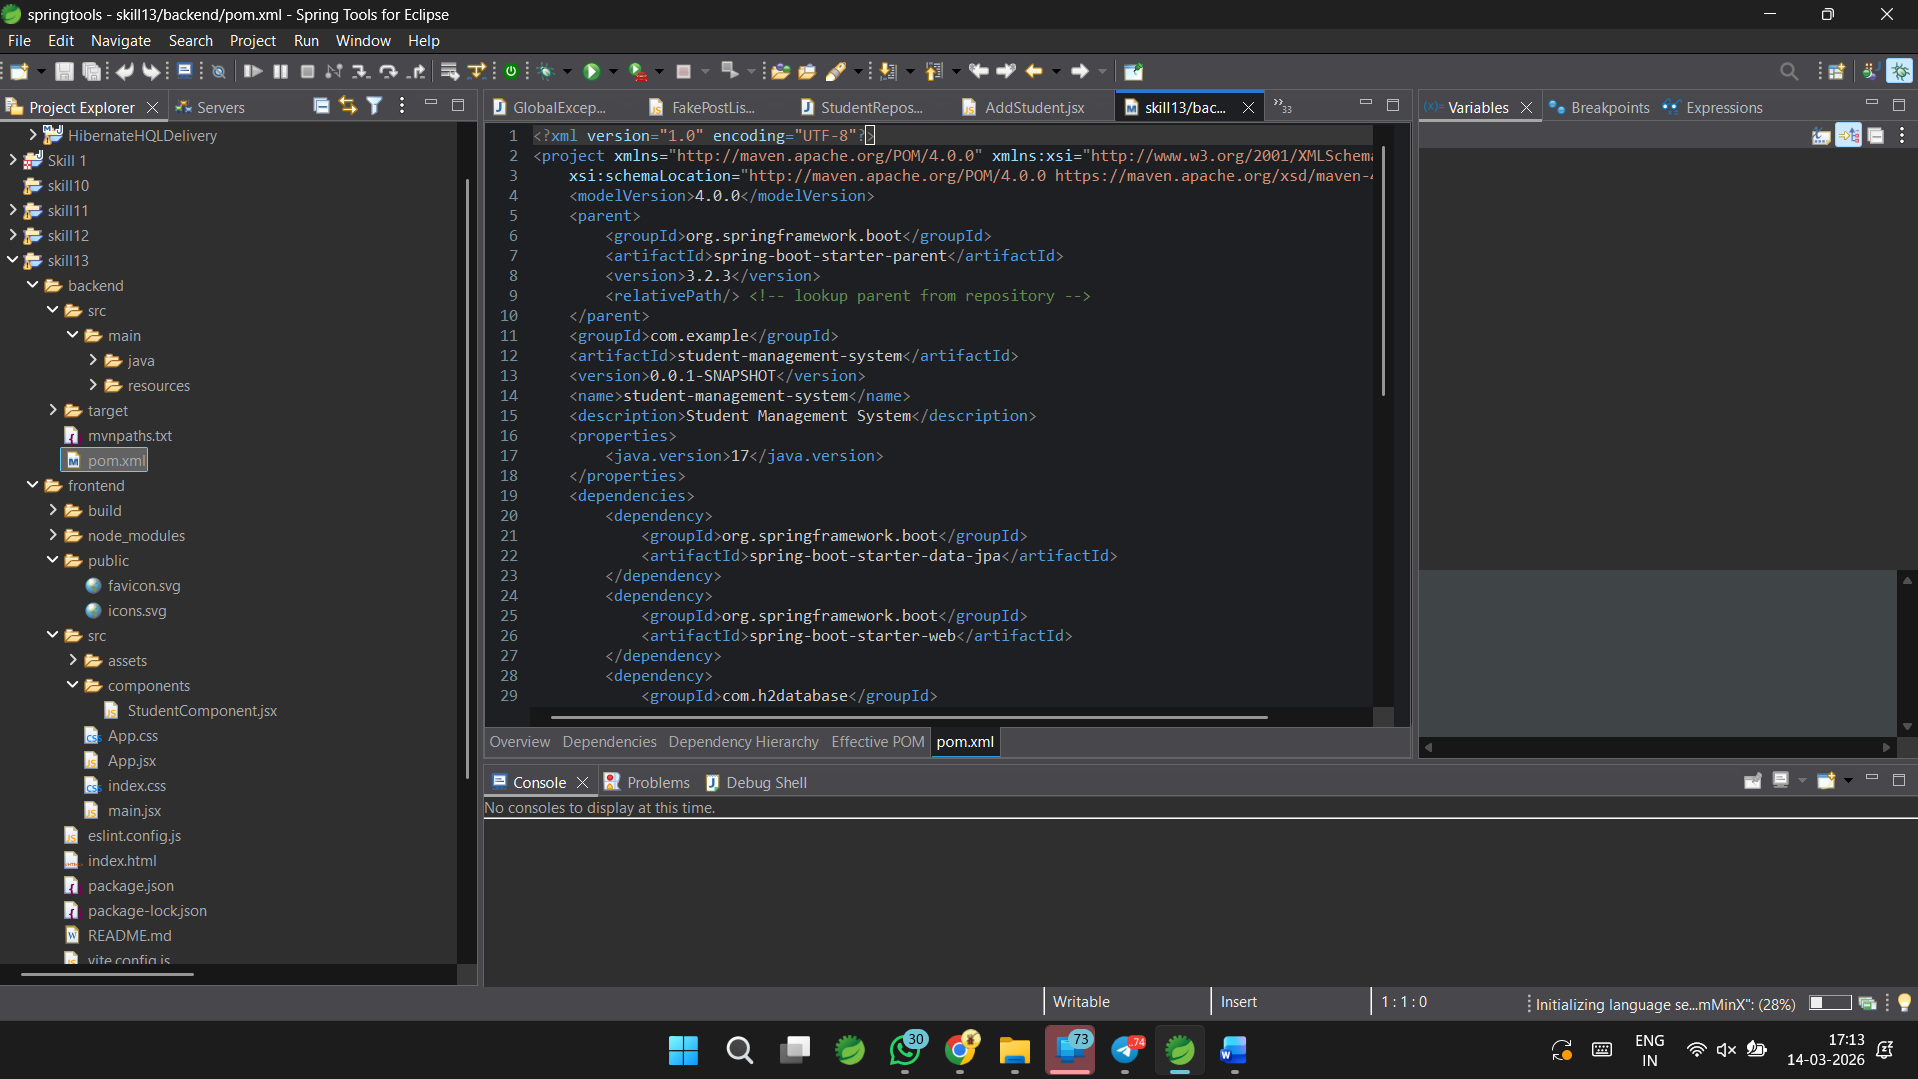 springtools - skill13/backend/pom.xml - Spring Tools for Eclipse
File Edit Navigate Search Project Run Window Help
Project Explorer
Servers
HibernateHQLDelivery
Skill 1
skill10
skill11
skill12
skill13
backend
src
main
java
resources
target
mvnpaths.txt
pom.xml
frontend
build
node_modules
public
favicon.svg
icons.svg
src
assets
components
StudentComponent.jsx
App.css
App.jsx
index.css
main.jsx
eslint.config.js
index.html
package.json
package-lock.json
README.md
vite.config.js
GlobalExcep... FakePostLis... StudentRepos... AddStudent.jsx skill13/bac... »33
1 <?xml version="1.0" encoding="UTF-8"?>
2 <project xmlns="http://maven.apache.org/POM/4.0.0" xmlns:xsi="http://www.w3.org/2001/XMLSchema
3 xsi:schemaLocation="http://maven.apache.org/POM/4.0.0 https://maven.apache.org/xsd/maven-4
4 <modelVersion>4.0.0</modelVersion>
5 <parent>
6 <groupId>org.springframework.boot</groupId>
7 <artifactId>spring-boot-starter-parent</artifactId>
8 <version>3.2.3</version>
9 <relativePath/> <!-- lookup parent from repository -->
10 </parent>
11 <groupId>com.example</groupId>
12 <artifactId>student-management-system</artifactId>
13 <version>0.0.1-SNAPSHOT</version>
14 <name>student-management-system</name>
15 <description>Student Management System</description>
16 <properties>
17 <java.version>17</java.version>
18 </properties>
19 <dependencies>
20 <dependency>
21 <groupId>org.springframework.boot</groupId>
22 <artifactId>spring-boot-starter-data-jpa</artifactId>
23 </dependency>
24 <dependency>
25 <groupId>org.springframework.boot</groupId>
26 <artifactId>spring-boot-starter-web</artifactId>
27 </dependency>
28 <dependency>
29 <groupId>com.h2database</groupId>
Overview Dependencies Dependency Hierarchy Effective POM pom.xml
Variables Breakpoints Expressions
Console Problems Debug Shell
No consoles to display at this time.
Writable Insert 1 : 1 : 0 Initializing language se...mMinX": (28%)
30 73 74
ENG
IN
17:13
14-03-2026